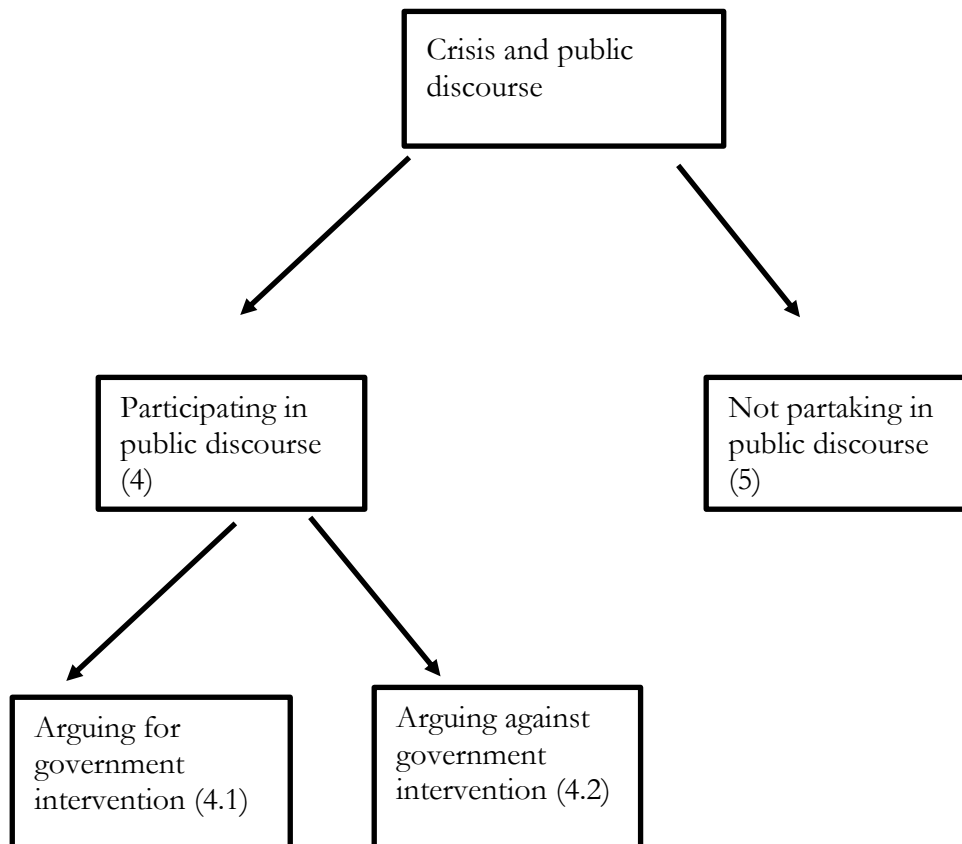 Crisis and public
discourse
Participating in
public discourse
(4)
Not partaking in
public discourse
(5)
Arguing for
government
intervention (4.1)
Arguing against
government
intervention (4.2)